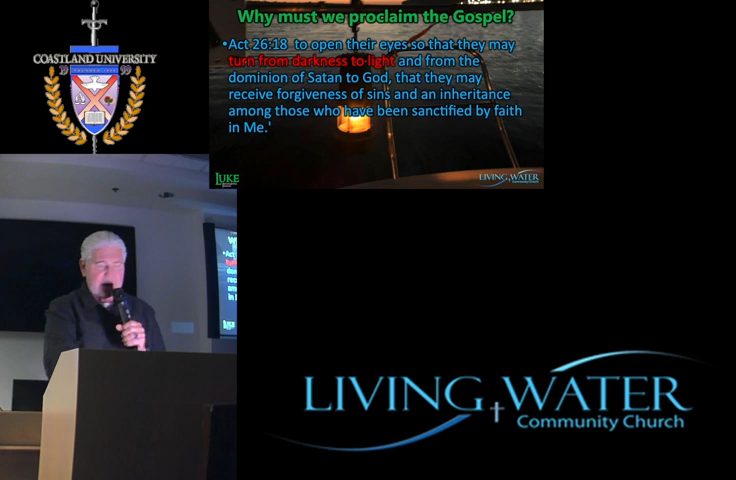 COASTLAND UNIVERSITY
Why must we proclaim the Gospel?
•Act 26:18 to open their eyes so that they may
turn from darkness to light and from the
dominion of Satan to God, that they may
receive forgiveness of sins and an inheritance
among those who have been sanctified by faith
in Me.'
LUKE
LIVING WATER
Community Church
LIVING WATER
Community Church